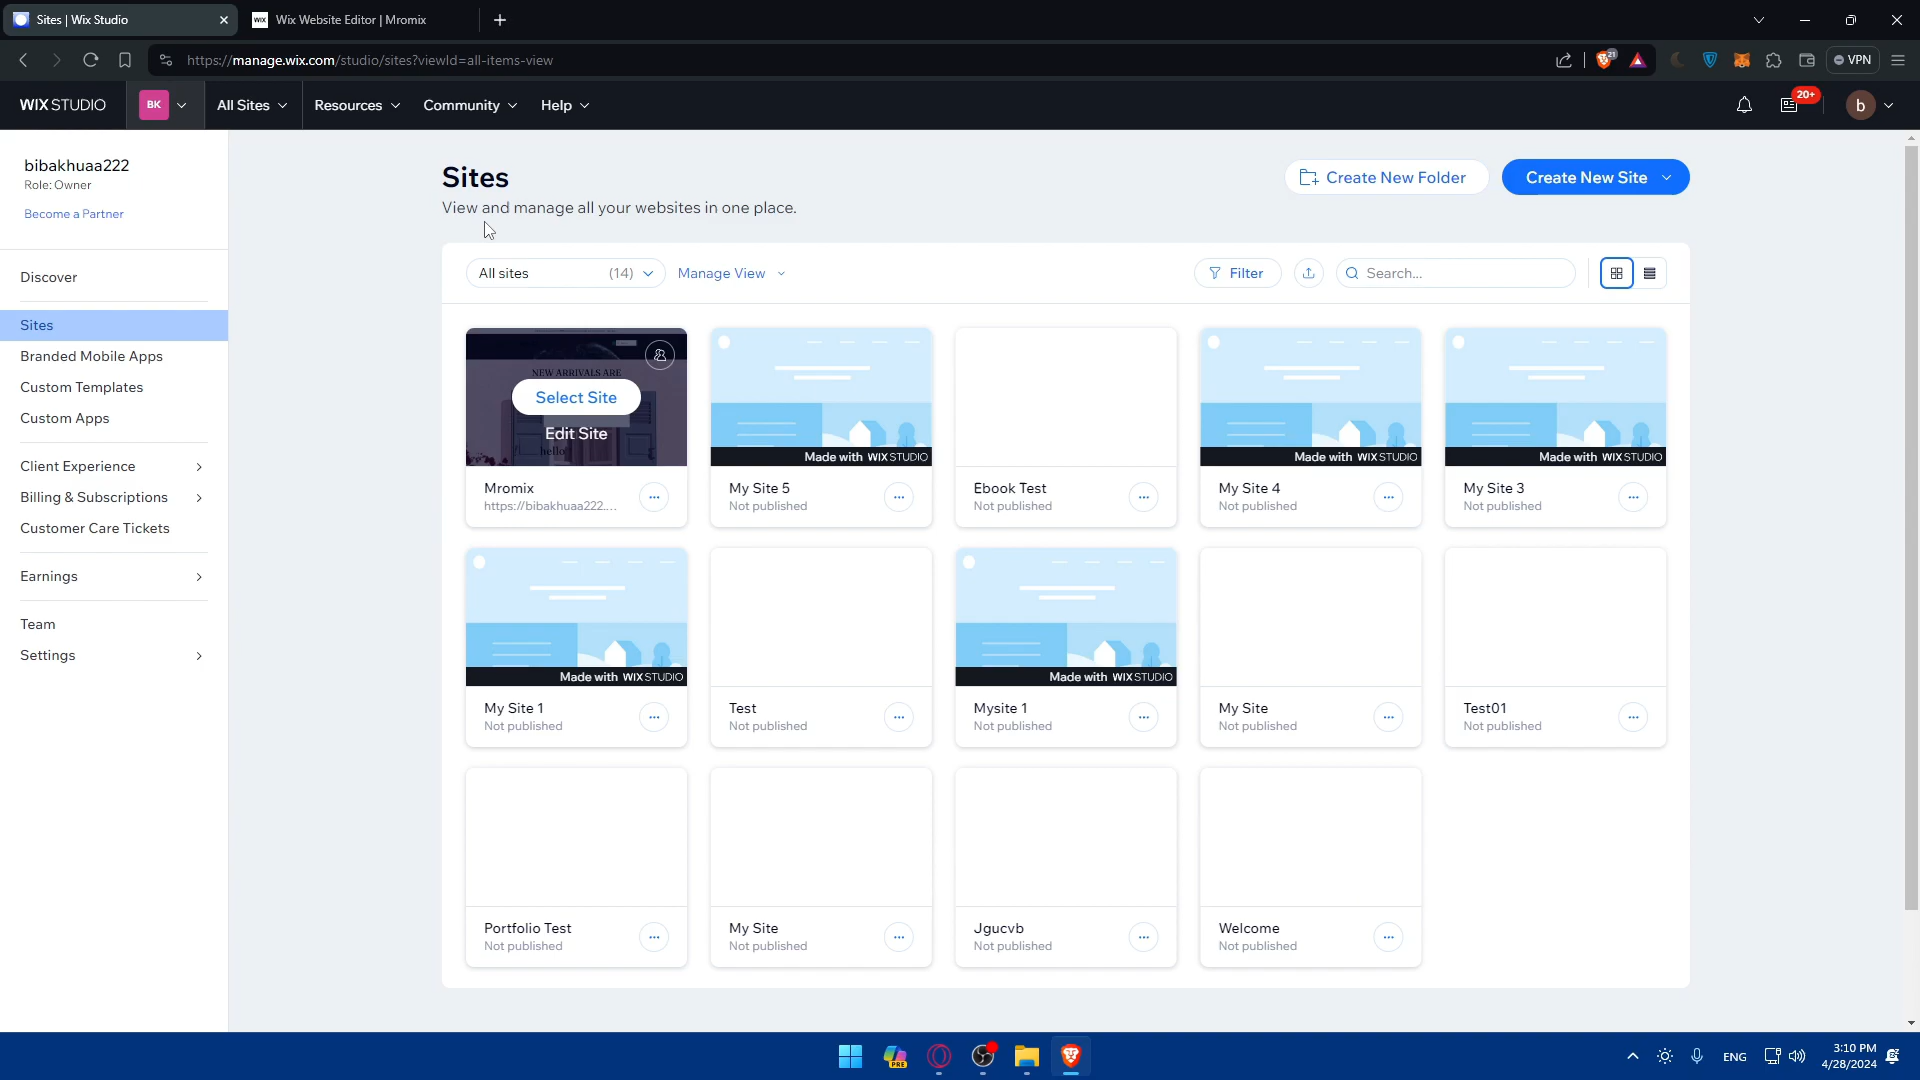 Sites | Wix Studio
WIX
Wix Website Editor | Mromix
https://manage.wix.com/studio/sites?viewId=all-items-view
21
VPN
WIX STUDIO
BK
All Sites
Resources
Community
Help
20+
b
bibakhuaa222
Role: Owner
Become a Partner
Discover
Sites
Branded Mobile Apps
Custom Templates
Custom Apps
Client Experience
Billing & Subscriptions
Customer Care Tickets
Earnings
Team
Settings
Sites
View and manage all your websites in one place.
Create New Folder
Create New Site
All sites (14)
Manage View
Filter
Search...
NEW ARRIVALS ARE
Select Site
Edit Site
hello
Mromix
https://bibakhuaa222....
Made with WIX STUDIO
My Site 5
Not published
Ebook Test
Not published
Made with WIX STUDIO
My Site 4
Not published
Made with WIX STUDIO
My Site 3
Not published
Made with WIX STUDIO
My Site 1
Not published
Test
Not published
Made with WIX STUDIO
Mysite 1
Not published
My Site
Not published
Test01
Not published
Portfolio Test
Not published
My Site
Not published
Jgucvb
Not published
Welcome
Not published
PRE
ENG
3:10 PM
4/28/2024